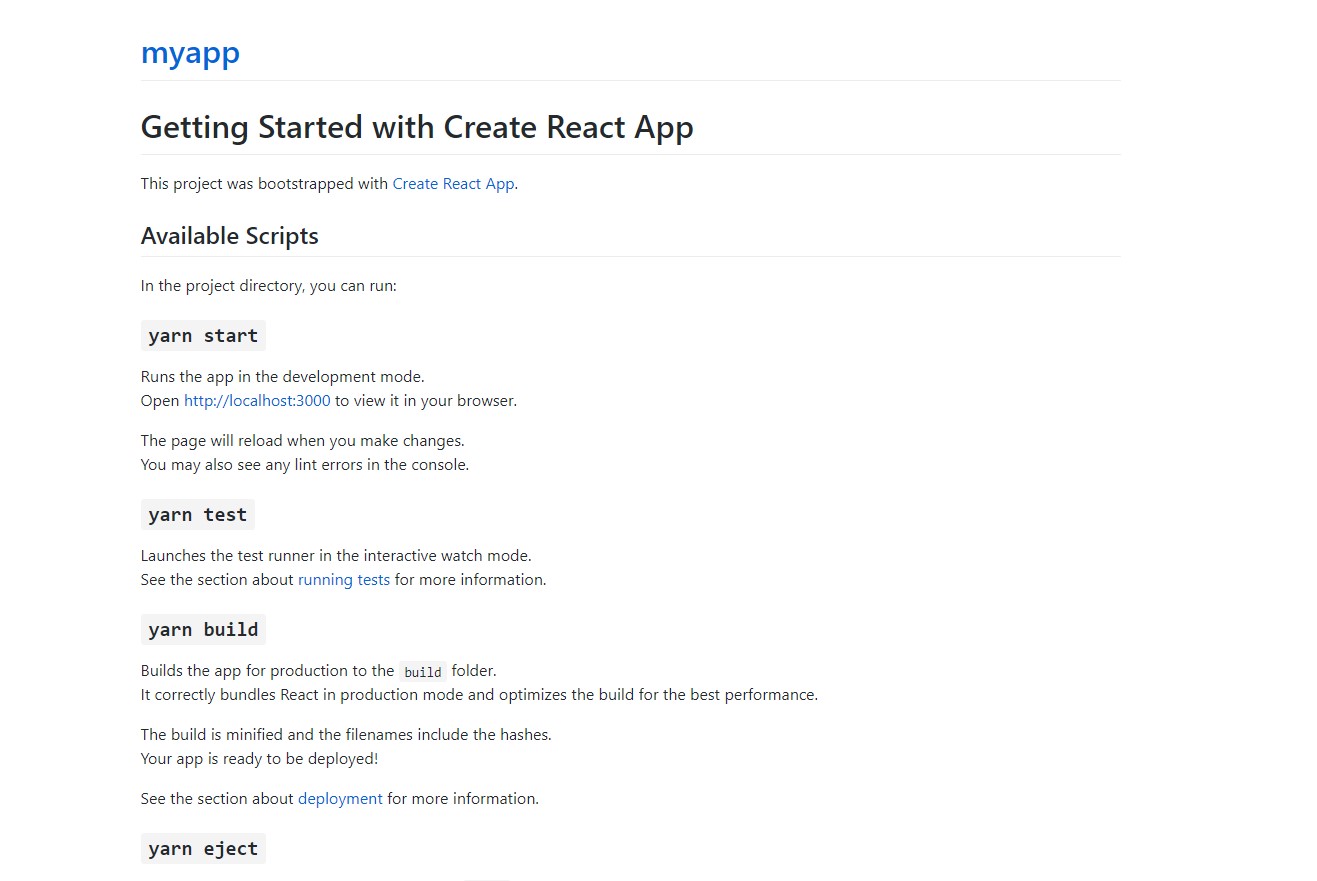 myapp
Getting Started with Create React App
This project was bootstrapped with Create React App.
Available Scripts
In the project directory, you can run:
yarn start
Runs the app in the development mode.
Open http://localhost:3000 to view it in your browser.
The page will reload when you make changes.
You may also see any lint errors in the console.
yarn test
Launches the test runner in the interactive watch mode.
See the section about running tests for more information.
yarn build
Builds the app for production to the build folder.
It correctly bundles React in production mode and optimizes the build for the best performance.
The build is minified and the filenames include the hashes.
Your app is ready to be deployed!
See the section about deployment for more information.
yarn eject